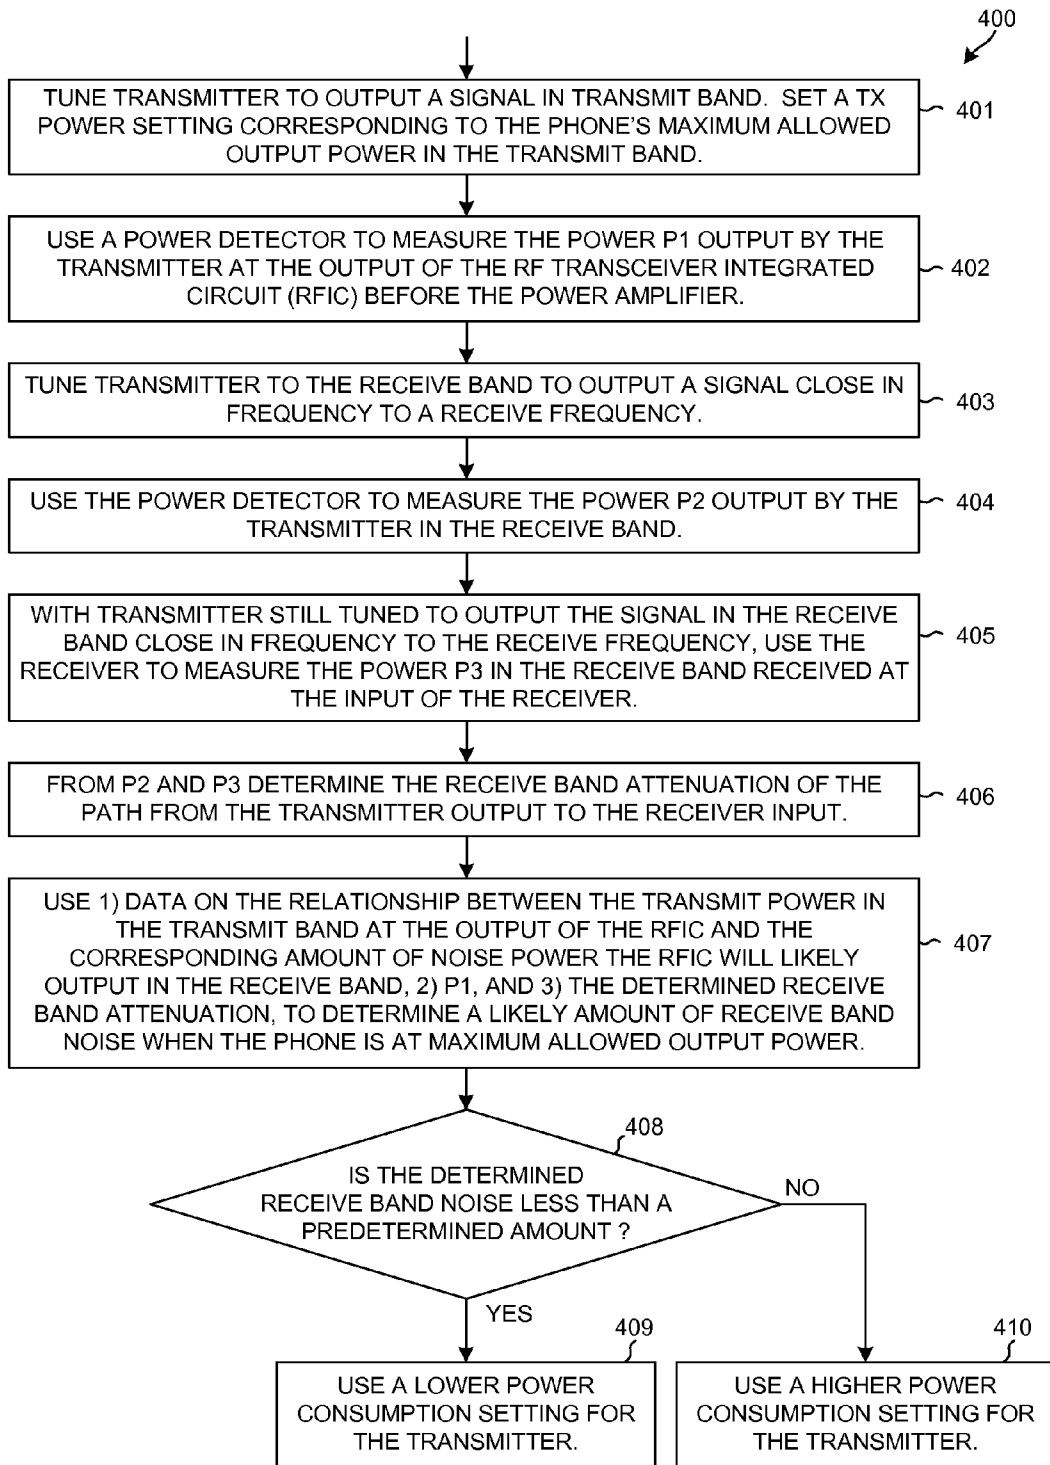 400
TUNE TRANSMITTER TO OUTPUT A SIGNAL IN TRANSMIT BAND. SET A TX
POWER SETTING CORRESPONDING TO THE PHONE'S MAXIMUM ALLOWED
OUTPUT POWER IN THE TRANSMIT BAND.
401
USE A POWER DETECTOR TO MEASURE THE POWER P1 OUTPUT BY THE
TRANSMITTER AT THE OUTPUT OF THE RF TRANSCEIVER INTEGRATED
CIRCUIT (RFIC) BEFORE THE POWER AMPLIFIER.
402
TUNE TRANSMITTER TO THE RECEIVE BAND TO OUTPUT A SIGNAL CLOSE IN
FREQUENCY TO A RECEIVE FREQUENCY.
403
USE THE POWER DETECTOR TO MEASURE THE POWER P2 OUTPUT BY THE
TRANSMITTER IN THE RECEIVE BAND.
404
WITH TRANSMITTER STILL TUNED TO OUTPUT THE SIGNAL IN THE RECEIVE
BAND CLOSE IN FREQUENCY TO THE RECEIVE FREQUENCY, USE THE
RECEIVER TO MEASURE THE POWER P3 IN THE RECEIVE BAND RECEIVED AT
THE INPUT OF THE RECEIVER.
405
FROM P2 AND P3 DETERMINE THE RECEIVE BAND ATTENUATION OF THE
PATH FROM THE TRANSMITTER OUTPUT TO THE RECEIVER INPUT.
406
USE 1) DATA ON THE RELATIONSHIP BETWEEN THE TRANSMIT POWER IN
THE TRANSMIT BAND AT THE OUTPUT OF THE RFIC AND THE
CORRESPONDING AMOUNT OF NOISE POWER THE RFIC WILL LIKELY
OUTPUT IN THE RECEIVE BAND, 2) P1, AND 3) THE DETERMINED RECEIVE
BAND ATTENUATION, TO DETERMINE A LIKELY AMOUNT OF RECEIVE BAND
NOISE WHEN THE PHONE IS AT MAXIMUM ALLOWED OUTPUT POWER.
407
408
IS THE DETERMINED
RECEIVE BAND NOISE LESS THAN A
PREDETERMINED AMOUNT ?
NO
YES
409
USE A LOWER POWER
CONSUMPTION SETTING FOR
THE TRANSMITTER.
410
USE A HIGHER POWER
CONSUMPTION SETTING FOR
THE TRANSMITTER.